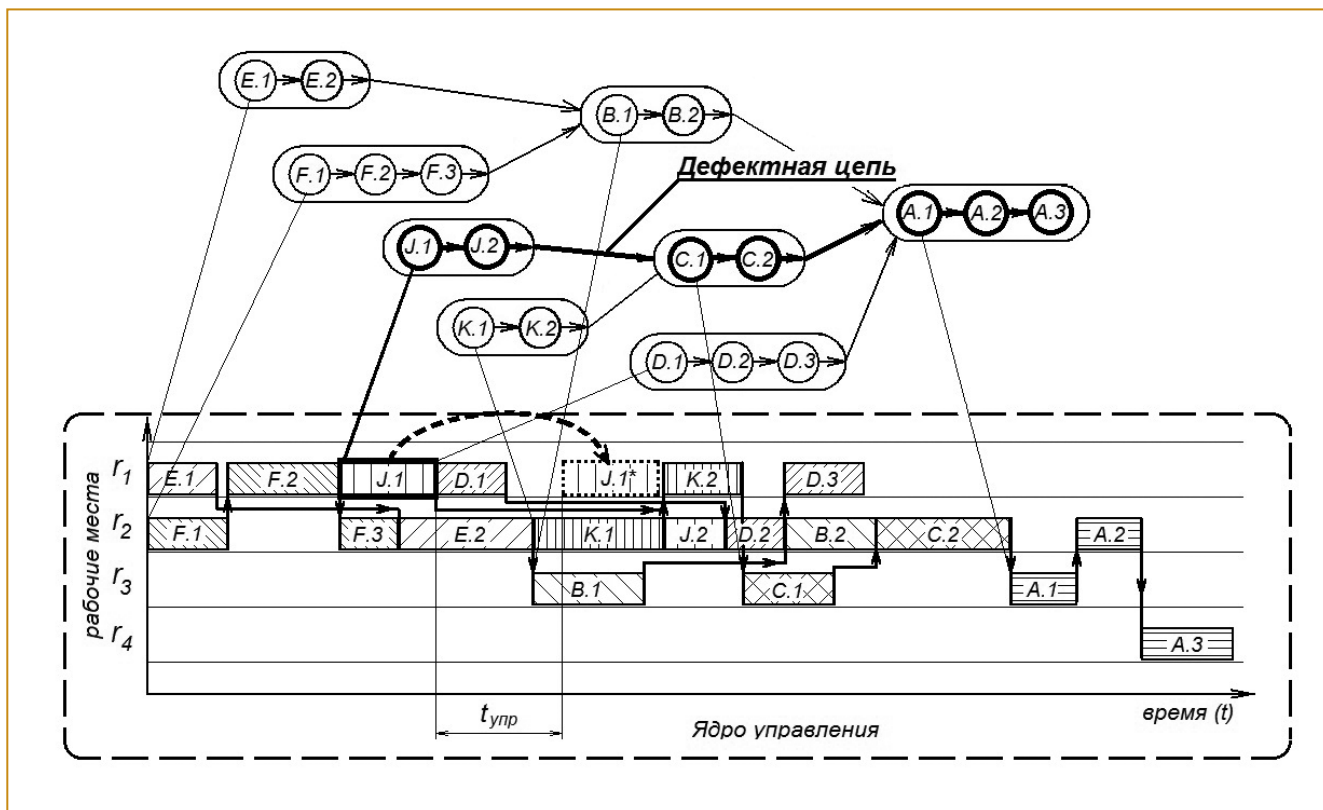 E.1 E.2
B.1 B.2
F.1 F.2 F.3
Дефектная цепь
A.1 A.2 A.3
J.1 J.2
C.1 C.2
K.1 K.2
D.1 D.2 D.3
рабочие места
r1 E.1 F.2 J.1 D.1 J.1* K.2 D.3
r2 F.1 F.3 E.2 K.1 J.2 D.2 B.2 C.2 A.2
r3 B.1 C.1 A.1
r4 A.3
tупр
время (t)
Ядро управления